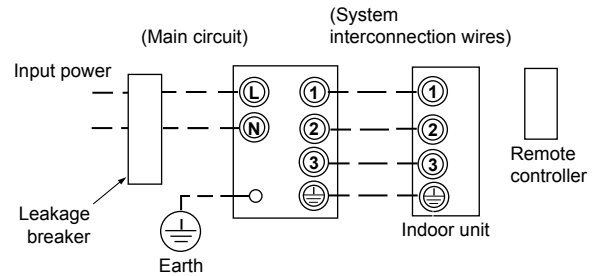 (Main circuit)
(System
interconnection wires)
Input power
L
N
1
2
3
1
2
3
Remote
controller
Leakage
breaker
Earth
Indoor unit